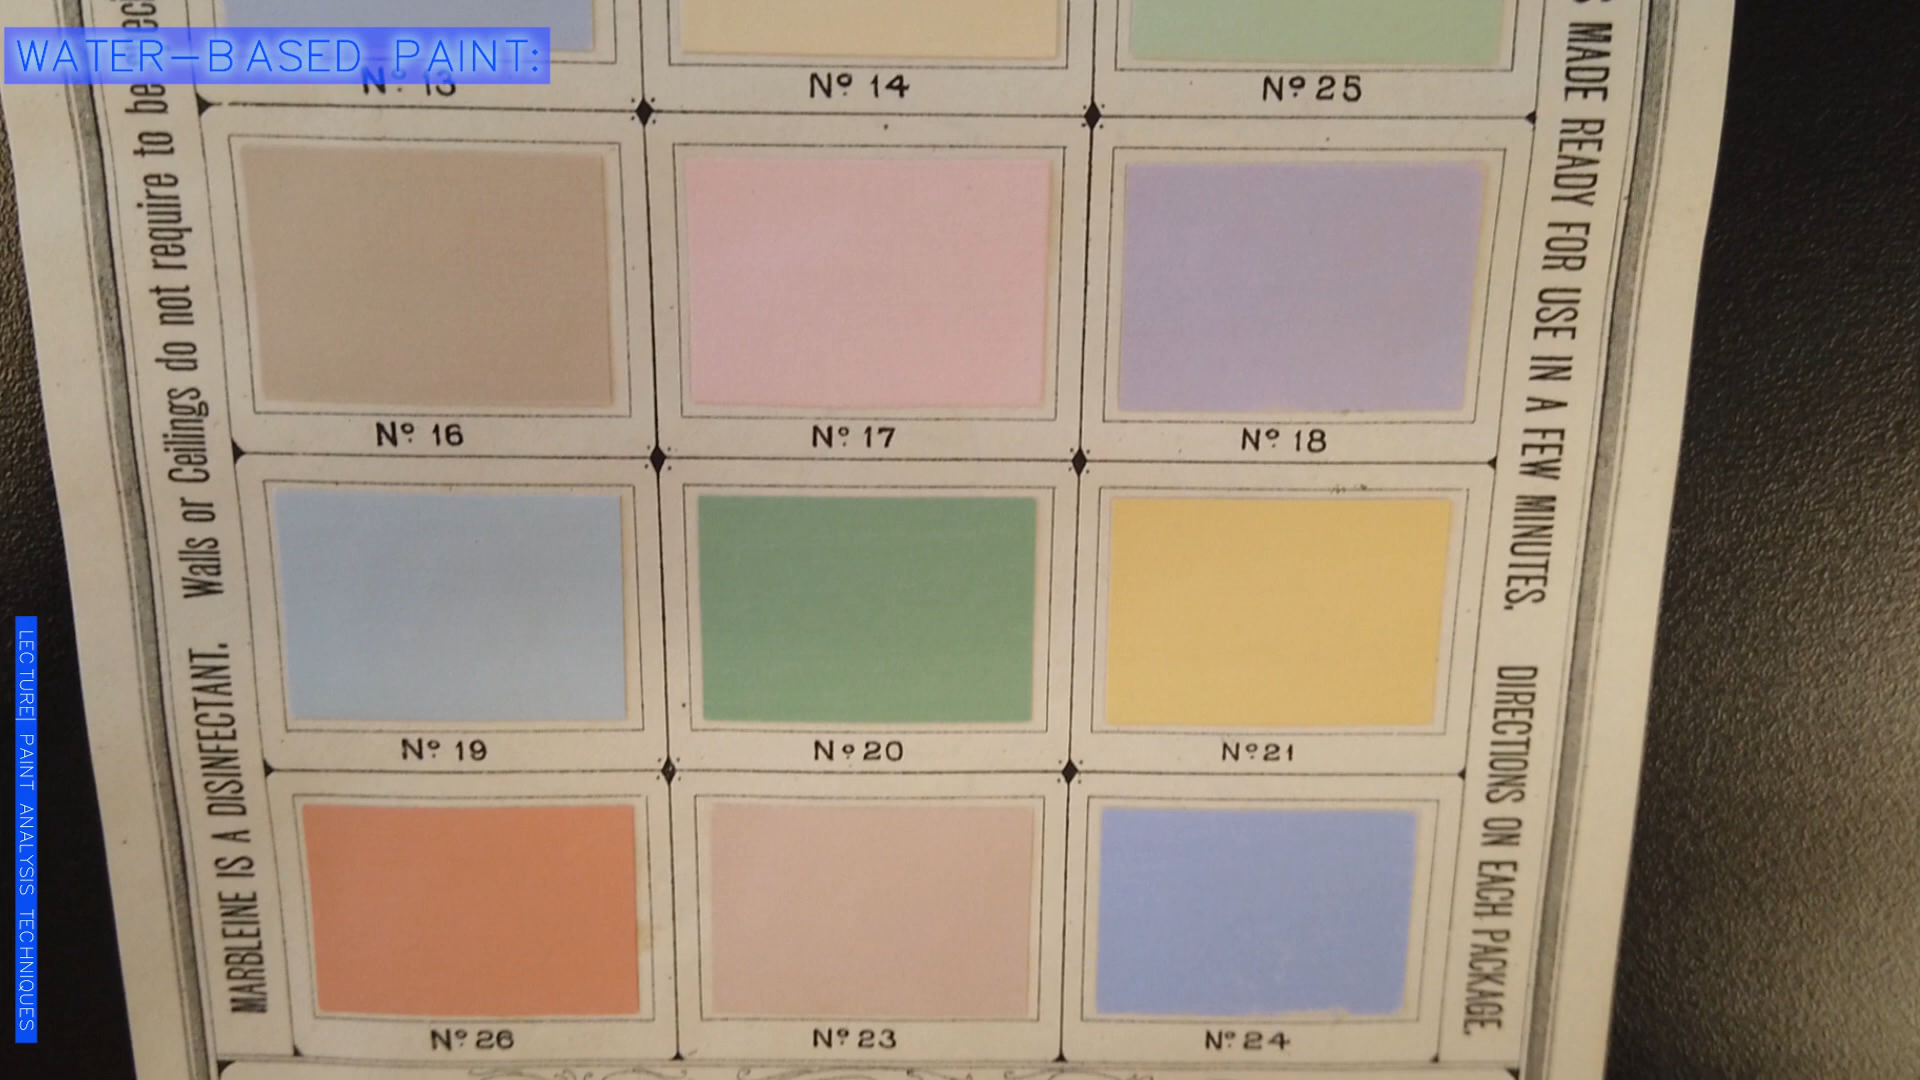 WATER-BASED PAINT:
Nº 13
Nº 14
Nº 25
Nº 16
Nº 17
Nº 18
Nº 19
Nº 20
Nº 21
Nº 26
Nº 23
Nº 24
MARBLEINE IS A DISINFECTANT. Walls or Ceilings do not require to be
MADE READY FOR USE IN A FEW MINUTES. DIRECTIONS ON EACH PACKAGE.
LECTURE| PAINT ANALYSIS TECHNIQUES